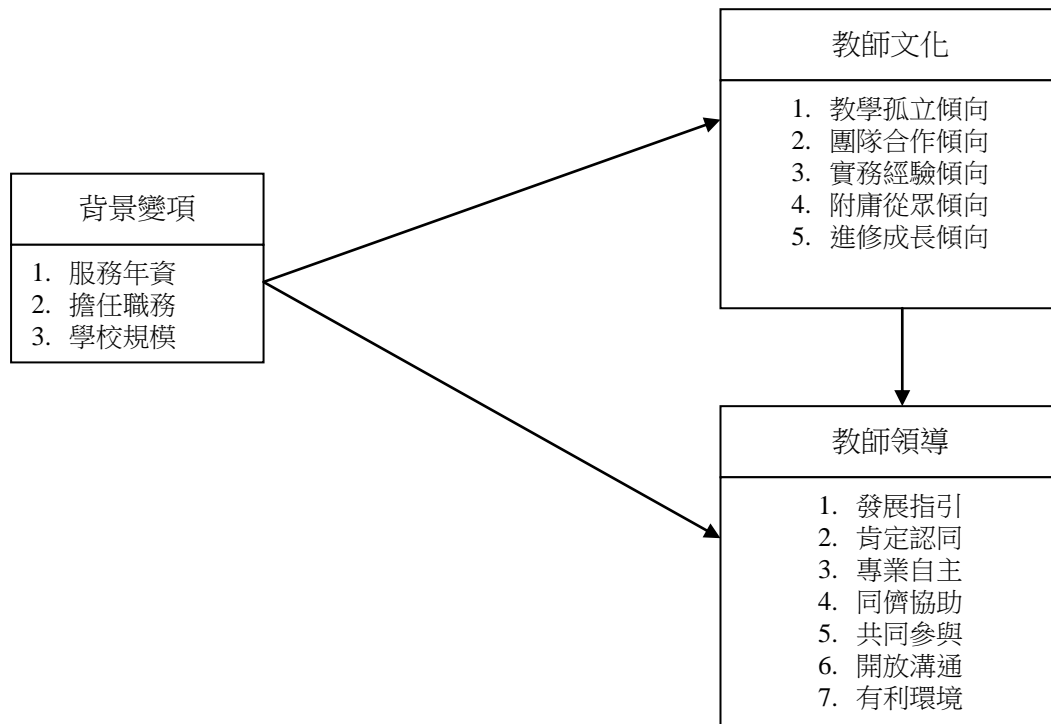 教師文化
1. 教學孤立傾向
2. 團隊合作傾向
3. 實務經驗傾向
4. 附庸從眾傾向
5. 進修成長傾向
背景變項
1. 服務年資
2. 擔任職務
3. 學校規模
教師領導
1. 發展指引
2. 肯定認同
3. 專業自主
4. 同儕協助
5. 共同參與
6. 開放溝通
7. 有利環境